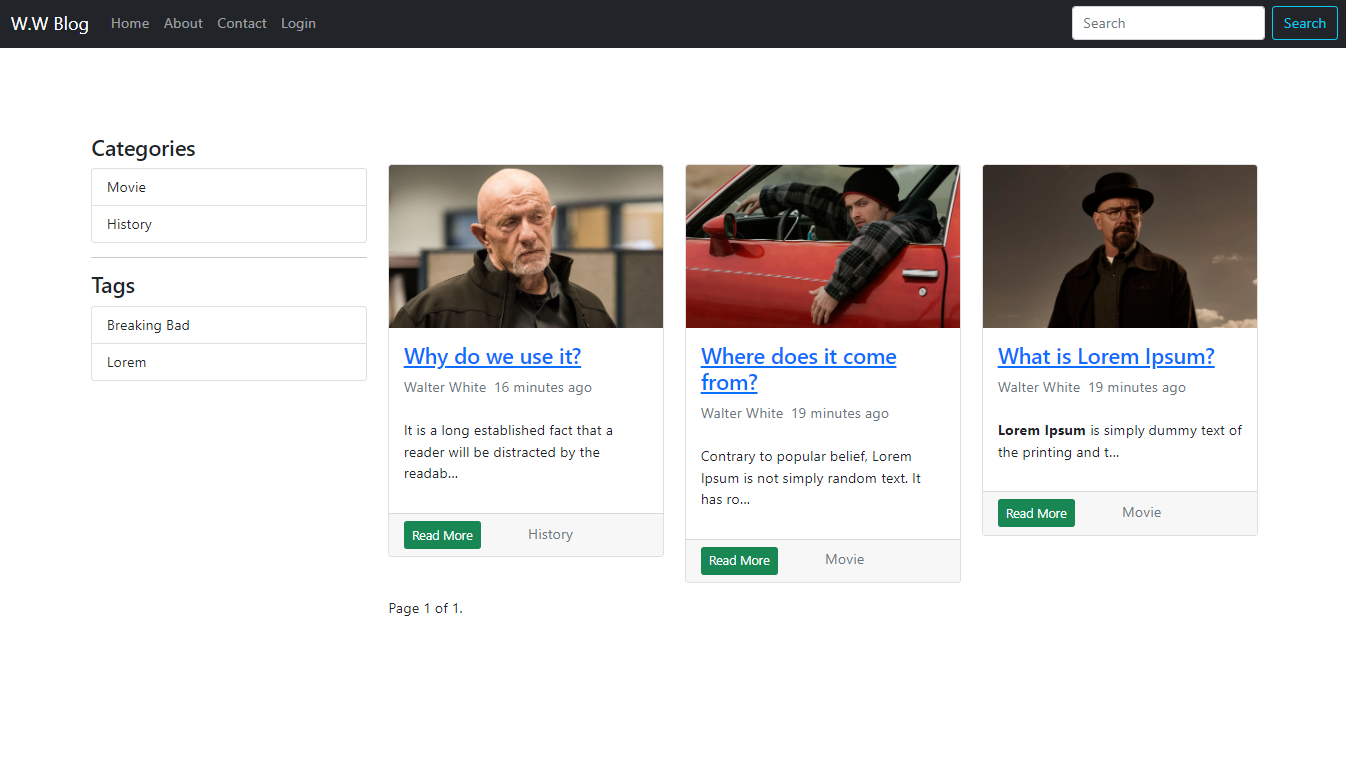 W.W Blog Home About Contact Login Search Search
Categories
Movie
History
Tags
Breaking Bad
Lorem
Why do we use it?
Walter White 16 minutes ago
It is a long established fact that a
reader will be distracted by the
readab...
Read More History
Where does it come
from?
Walter White 19 minutes ago
Contrary to popular belief, Lorem
Ipsum is not simply random text. It
has ro...
Read More Movie
What is Lorem Ipsum?
Walter White 19 minutes ago
Lorem Ipsum is simply dummy text of
the printing and t...
Read More Movie
Page 1 of 1.